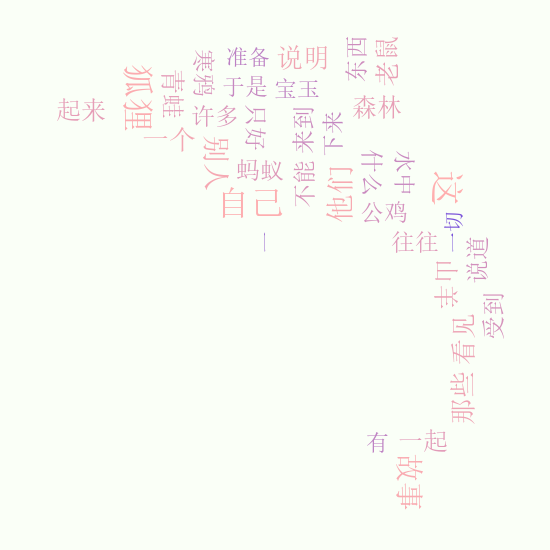 老鼠
东西
准备
说明
寒鸦
狐狸
青蛙
于是
宝玉
起来
许多
只好
来到
下来
森林
一个
别人
蚂蚁
不能
他们
什么
水中
这
自己
公鸡
一切
一
往往
说道
山羊
受到
看见
那些
有
一起
故事